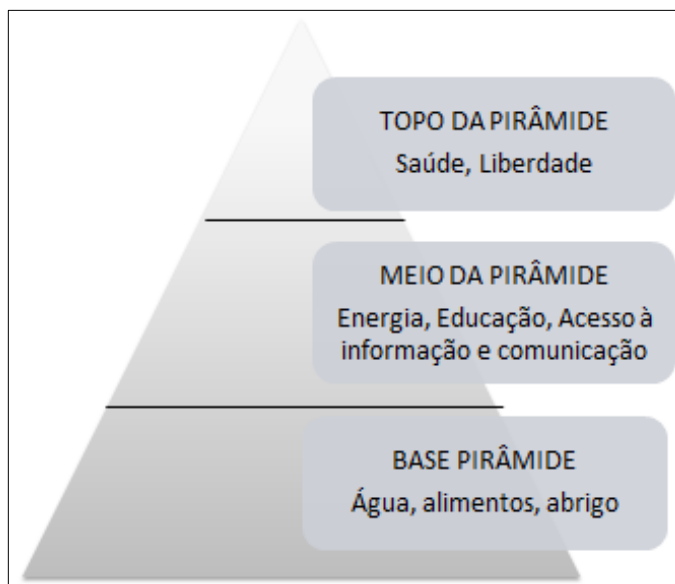 TOPO DA PIRÂMIDE
Saúde, Liberdade
MEIO DA PIRÂMIDE
Energia, Educação, Acesso à
informação e comunicação
BASE PIRÂMIDE
Água, alimentos, abrigo